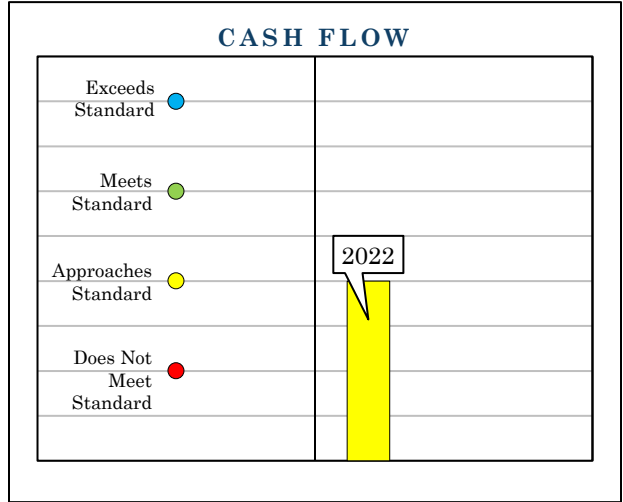 CASH FLOW
Exceeds
Standard
Meets
Standard
Approaches
Standard
Does Not
Meet
Standard
2022